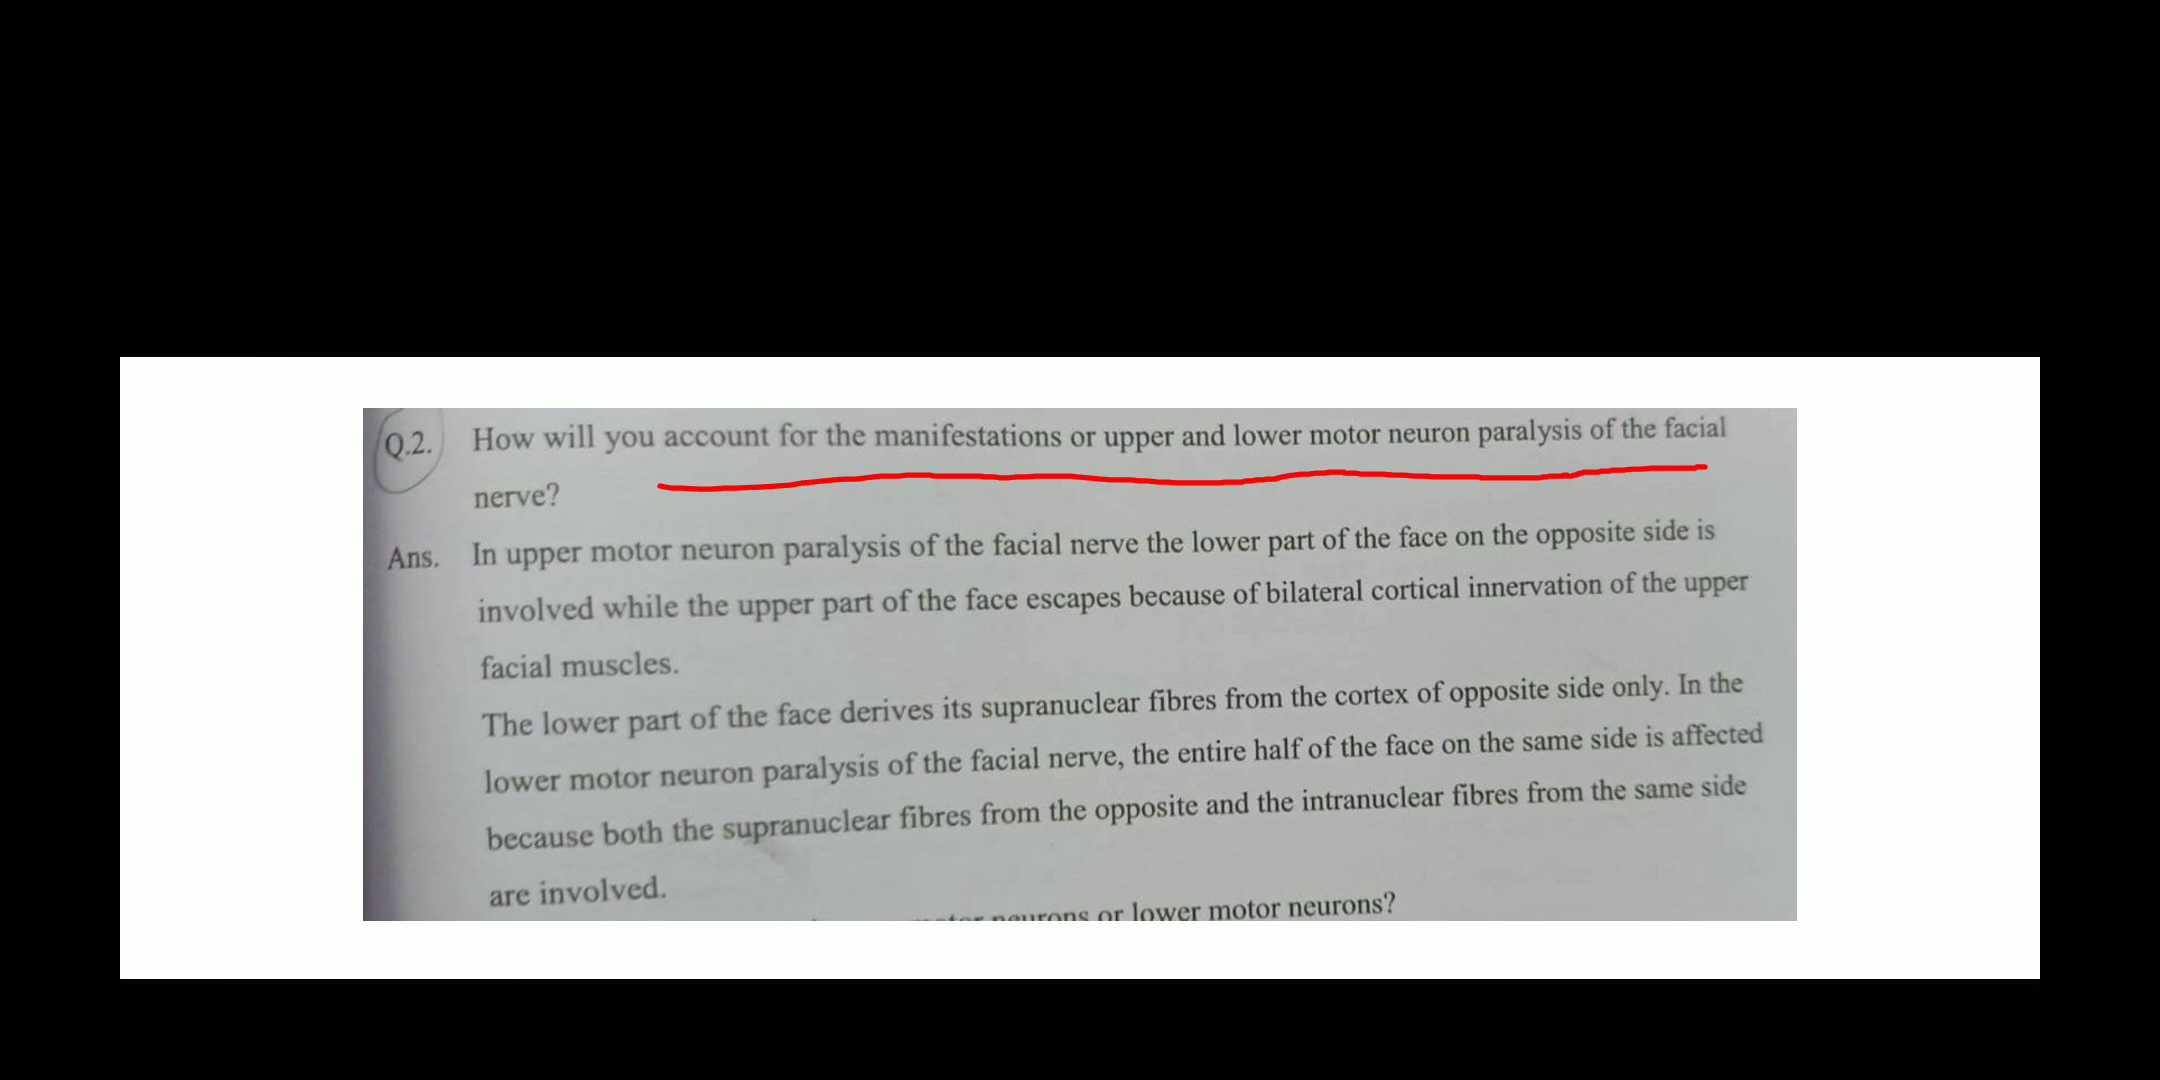 Q.2. How will you account for the manifestations or upper and lower motor neuron paralysis of the facial
nerve?
Ans. In upper motor neuron paralysis of the facial nerve the lower part of the face on the opposite side is
involved while the upper part of the face escapes because of bilateral cortical innervation of the upper
facial muscles.
The lower part of the face derives its supranuclear fibres from the cortex of opposite side only. In the
lower motor neuron paralysis of the facial nerve, the entire half of the face on the same side is affected
because both the supranuclear fibres from the opposite and the intranuclear fibres from the same side
are involved.
neurons or lower motor neurons?